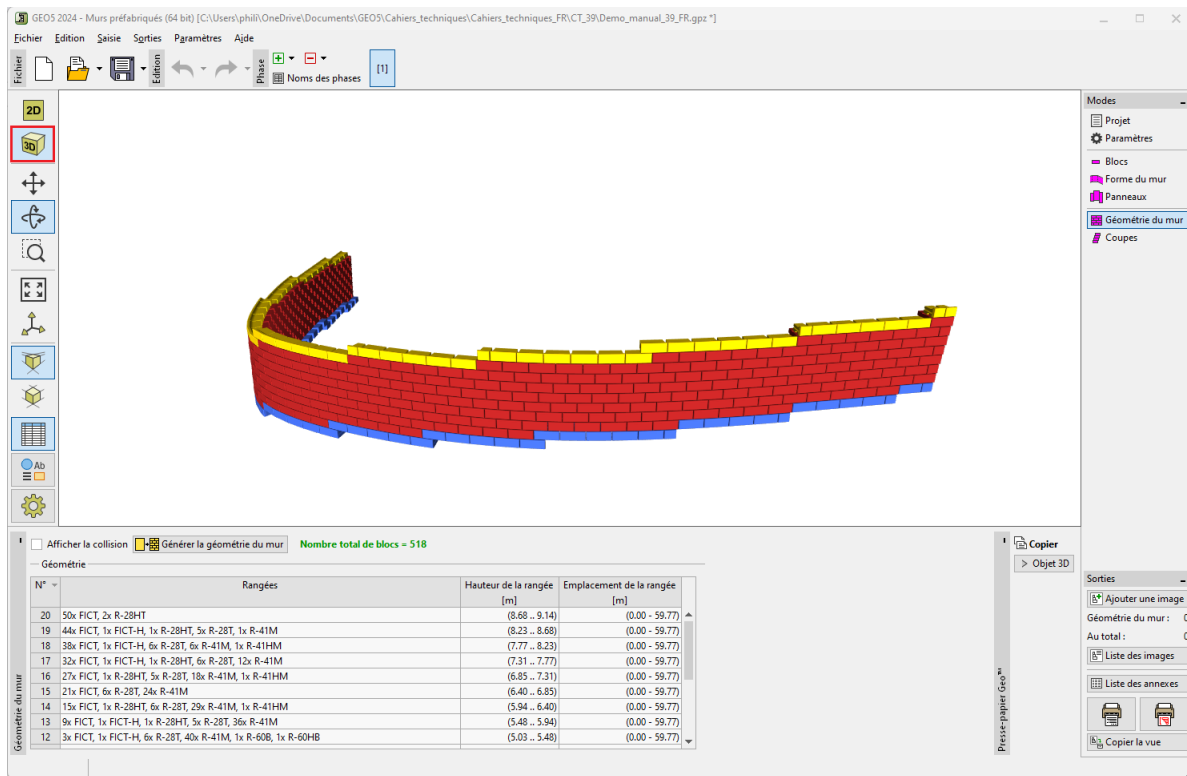 GEO5 2024 - Murs préfabriqués (64 bit) [C:\Users\phili\OneDrive\Documents\GEO5\Cahiers_techniques\Cahiers_techniques_FR\CT_39\Demo_manual_39_FR.gpz *]
Fichier Edition Saisie Sorties Paramètres Aide
Fichier
Edition
Phase
Noms des phases
[1]
2D
3D
Ab
Modes
Projet
Paramètres
Blocs
Forme du mur
Panneaux
Géométrie du mur
Coupes
Géométrie du mur
Afficher la collision Générer la géométrie du mur Nombre total de blocs = 518
Géométrie
N° Rangées Hauteur de la rangée Emplacement de la rangée
[m] [m]
20 50x FICT, 2x R-28HT (8.68 .. 9.14) (0.00 - 59.77)
19 44x FICT, 1x FICT-H, 1x R-28HT, 5x R-28T, 1x R-41M (8.23 .. 8.68) (0.00 - 59.77)
18 38x FICT, 1x FICT-H, 6x R-28T, 6x R-41M, 1x R-41HM (7.77 .. 8.23) (0.00 - 59.77)
17 32x FICT, 1x FICT-H, 1x R-28HT, 6x R-28T, 12x R-41M (7.31 .. 7.77) (0.00 - 59.77)
16 27x FICT, 1x R-28HT, 5x R-28T, 18x R-41M, 1x R-41HM (6.85 .. 7.31) (0.00 - 59.77)
15 21x FICT, 6x R-28T, 24x R-41M (6.40 .. 6.85) (0.00 - 59.77)
14 15x FICT, 1x R-28HT, 6x R-28T, 29x R-41M, 1x R-41HM (5.94 .. 6.40) (0.00 - 59.77)
13 9x FICT, 1x FICT-H, 1x R-28HT, 5x R-28T, 36x R-41M (5.48 .. 5.94) (0.00 - 59.77)
12 3x FICT, 1x FICT-H, 6x R-28T, 40x R-41M, 1x R-60B, 1x R-60HB (5.03 .. 5.48) (0.00 - 59.77)
Presse-papier Geo™
Copier
> Objet 3D
Sorties
Ajouter une image
Géométrie du mur : 0
Au total : 0
Liste des images
Liste des annexes
Copier la vue